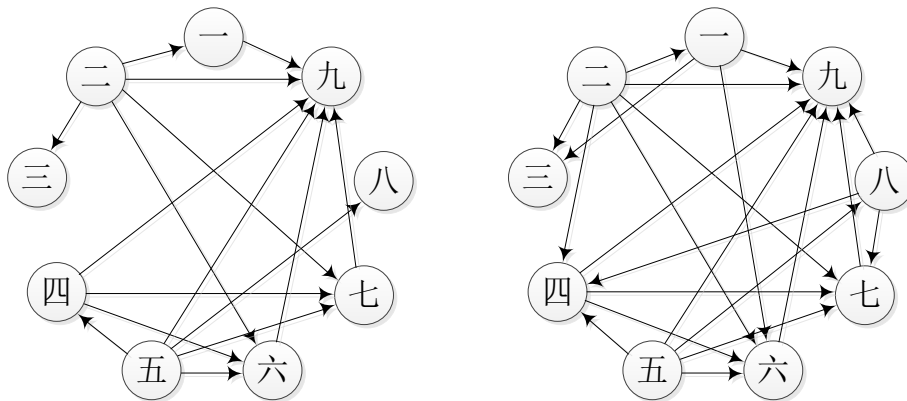 一
二
九
三
八
四
七
五
六
一
二
九
三
八
四
七
五
六